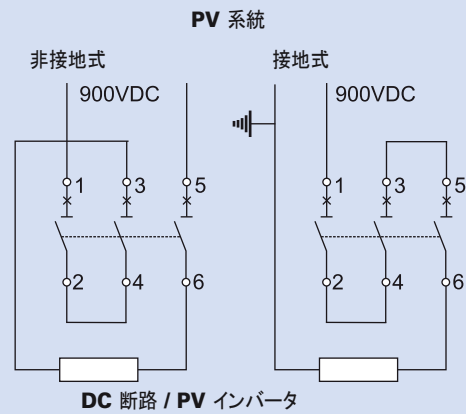 PV 系統
非接地式 接地式
900VDC 900VDC
1 3 5 1 3 5
2 4 6 2 4 6
DC 断路 / PV インバータ